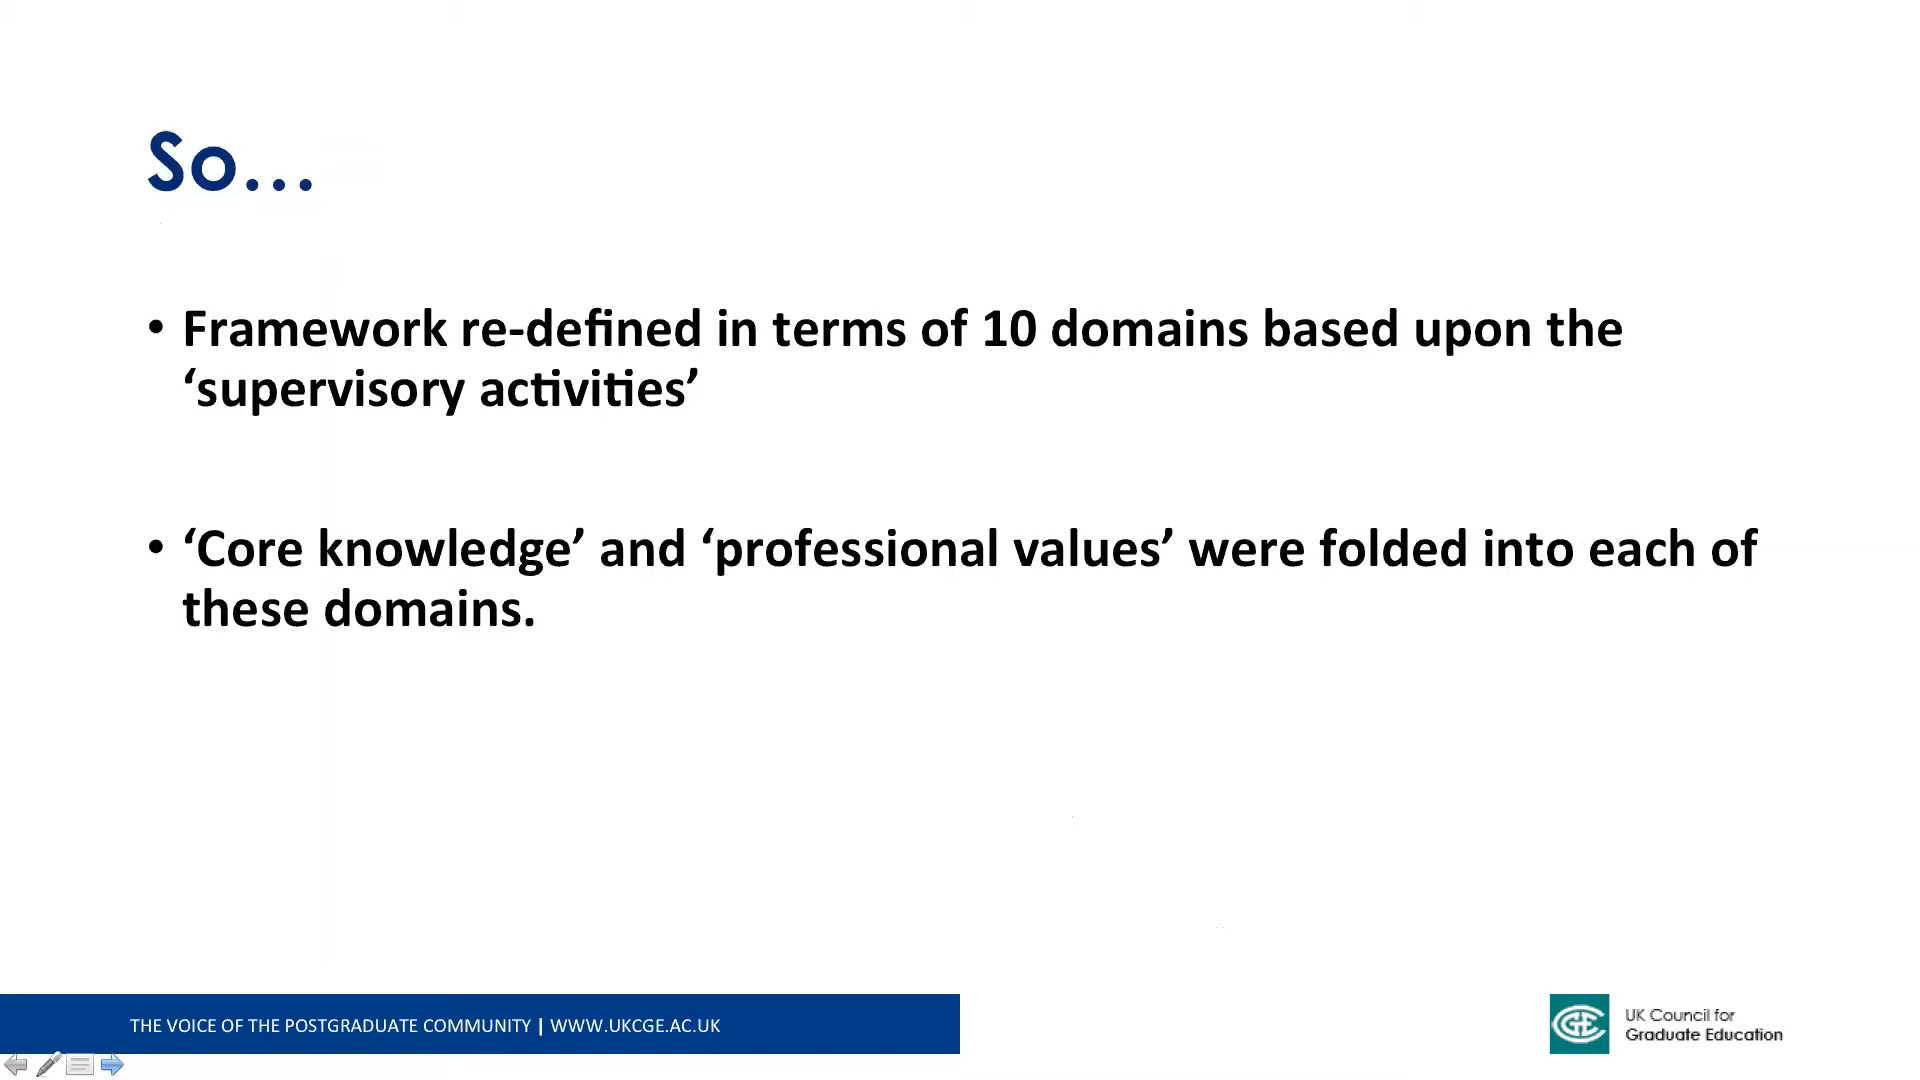 So…
• Framework re-defined in terms of 10 domains based upon the
‘supervisory activities’
• ‘Core knowledge’ and ‘professional values’ were folded into each of
these domains.
THE VOICE OF THE POSTGRADUATE COMMUNITY | WWW.UKCGE.AC.UK
UK Council for
Graduate Education